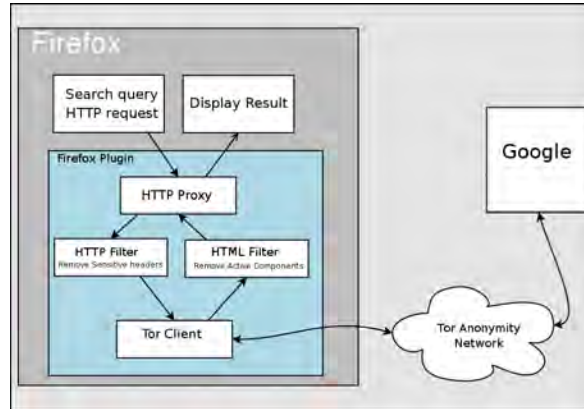 Firefox
Search query
HTTP request
Display Result
Firefox Plugin
HTTP Proxy
HTTP Filter
Remove Sensitive headers
HTML Filter
Remove Active Components
Tor Client
Google
Tor Anonymity
Network